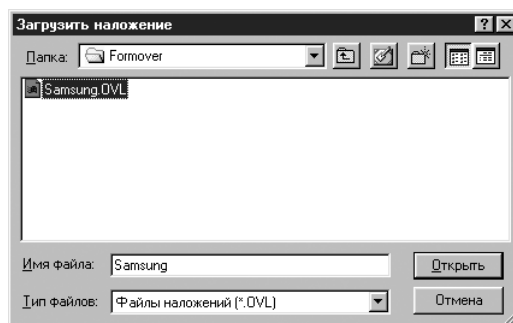 Загрузить наложение
Папка: Formover
Samsung.OVL
Имя файла: Samsung Открыть
Тип файлов: Файлы наложений (*.OVL) Отмена